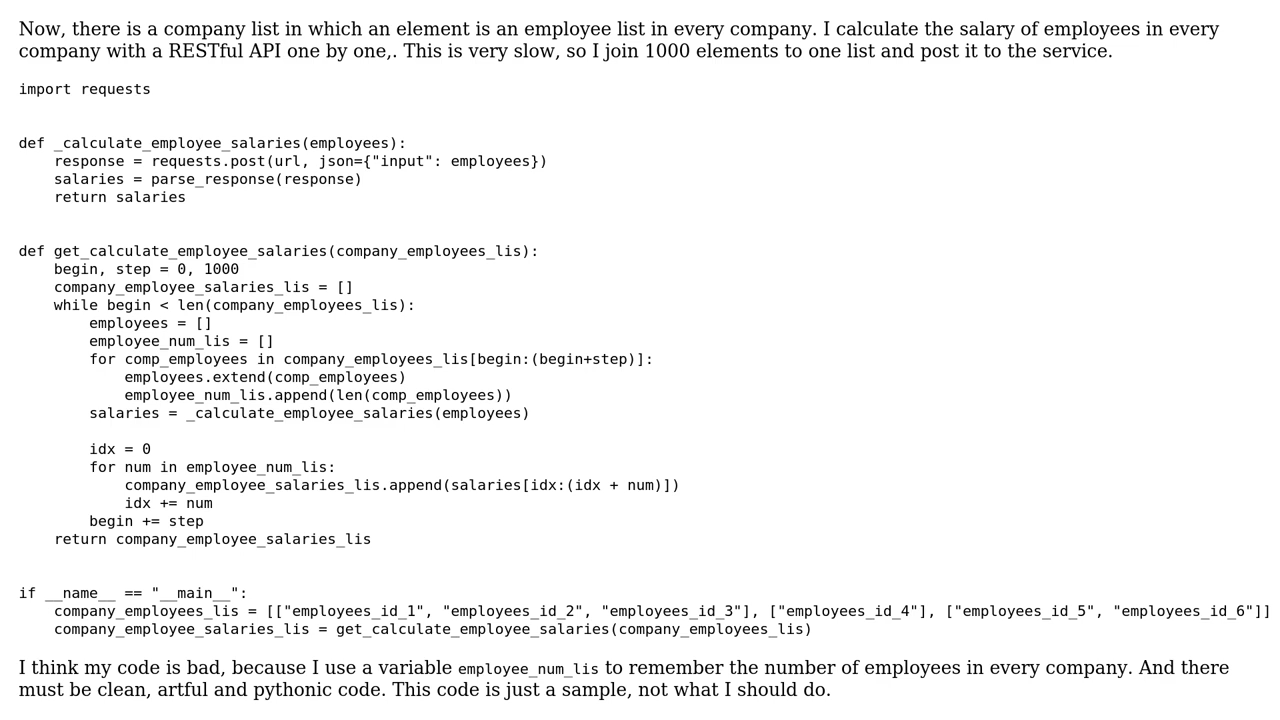 Now, there is a company list in which an element is an employee list in every company. I calculate the salary of employees in every
company with a RESTful API one by one,. This is very slow, so I join 1000 elements to one list and post it to the service.
import requests
def _calculate_employee_salaries(employees):
    response = requests.post(url, json={"input": employees})
    salaries = parse_response(response)
    return salaries
def get_calculate_employee_salaries(company_employees_lis):
    begin, step = 0, 1000
    company_employee_salaries_lis = []
    while begin < len(company_employees_lis):
        employees = []
        employee_num_lis = []
        for comp_employees in company_employees_lis[begin:(begin+step)]:
            employees.extend(comp_employees)
            employee_num_lis.append(len(comp_employees))
        salaries = _calculate_employee_salaries(employees)
        idx = 0
        for num in employee_num_lis:
            company_employee_salaries_lis.append(salaries[idx:(idx + num)])
            idx += num
        begin += step
    return company_employee_salaries_lis
if __name__ == "__main__":
    company_employees_lis = [["employees_id_1", "employees_id_2", "employees_id_3"], ["employees_id_4"], ["employees_id_5", "employees_id_6"]]
    company_employee_salaries_lis = get_calculate_employee_salaries(company_employees_lis)
I think my code is bad, because I use a variable employee_num_lis to remember the number of employees in every company. And there
must be clean, artful and pythonic code. This code is just a sample, not what I should do.